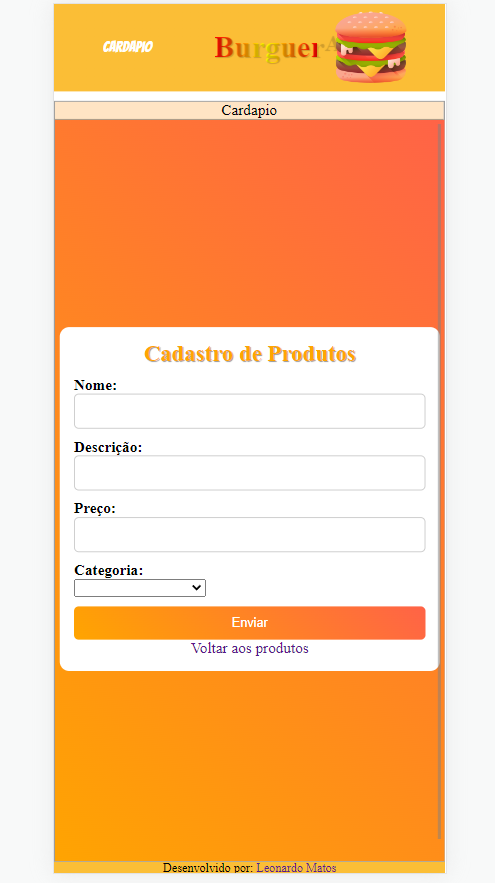 CARDAPIO
BurguerA
Cardapio
Cadastro de Produtos
Nome:
Descrição:
Preço:
Categoria:
Enviar
Voltar aos produtos
Desenvolvido por: Leonardo Matos